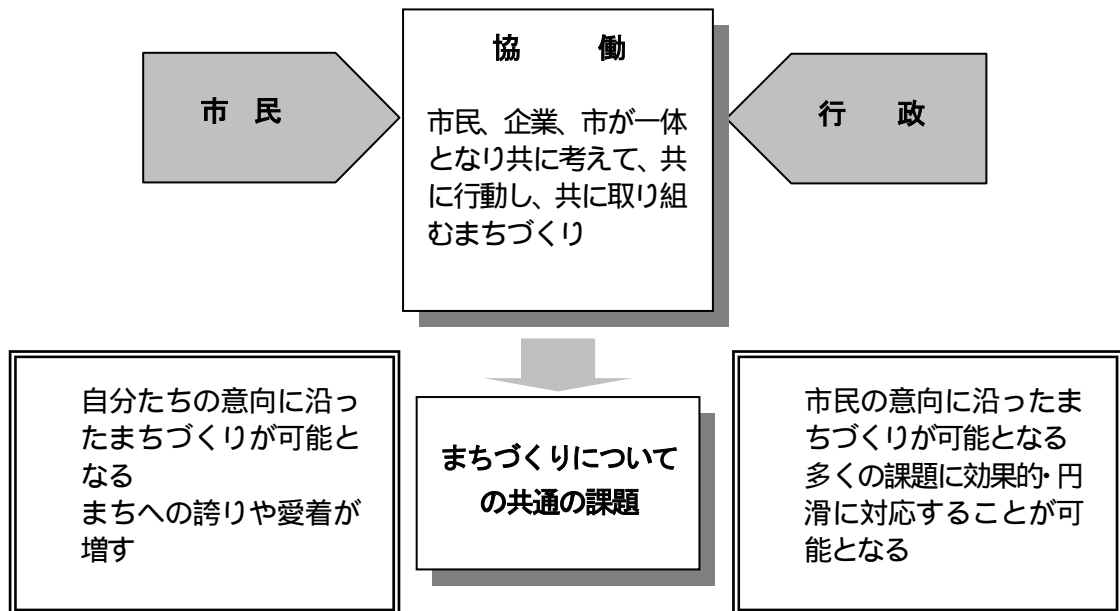 市民
協働
行政
市民、企業、市が一体
となり共に考えて、共
に行動し、共に取り組
むまちづくり
自分たちの意向に沿っ
たまちづくりが可能と
なる
まちへの誇りや愛着が
増す
まちづくりについて
の共通の課題
市民の意向に沿ったま
ちづくりが可能となる
多くの課題に効果的・円
滑に対応することが可
能となる